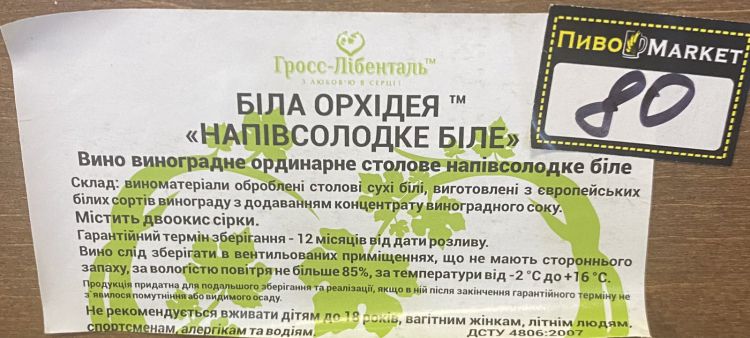 Гросс-Лібенталь™
З ЛЮБОВ'Ю В СЕРЦІ
ПИВО MARKET
80
БІЛА ОРХІДЕЯ ™
«НАПІВСОЛОДКЕ БІЛЕ»
Вино виноградне ординарне столове напівсолодке біле
Склад: виноматеріали оброблені столові сухі білі, виготовлені з європейських
білих сортів винограду з додаванням концентрату виноградного соку.
Містить двоокис сірки.
Гарантійний термін зберігання - 12 місяців від дати розливу.
Вино слід зберігати в вентильованих приміщеннях, що не мають стороннього
запаху, за вологістю повітря не більше 85%, за температури від -2 °С до +16 °С.
Продукція придатна для подальшого зберігання та реалізації, якщо в ній після закінчення гарантійного терміну не
з`явилося помутніння або видимого осаду.
Не рекомендується вживати дітям до 18 років, вагітним жінкам, літнім людям,
спортсменам, алергікам та водіям.
ДСТУ 4806:2007